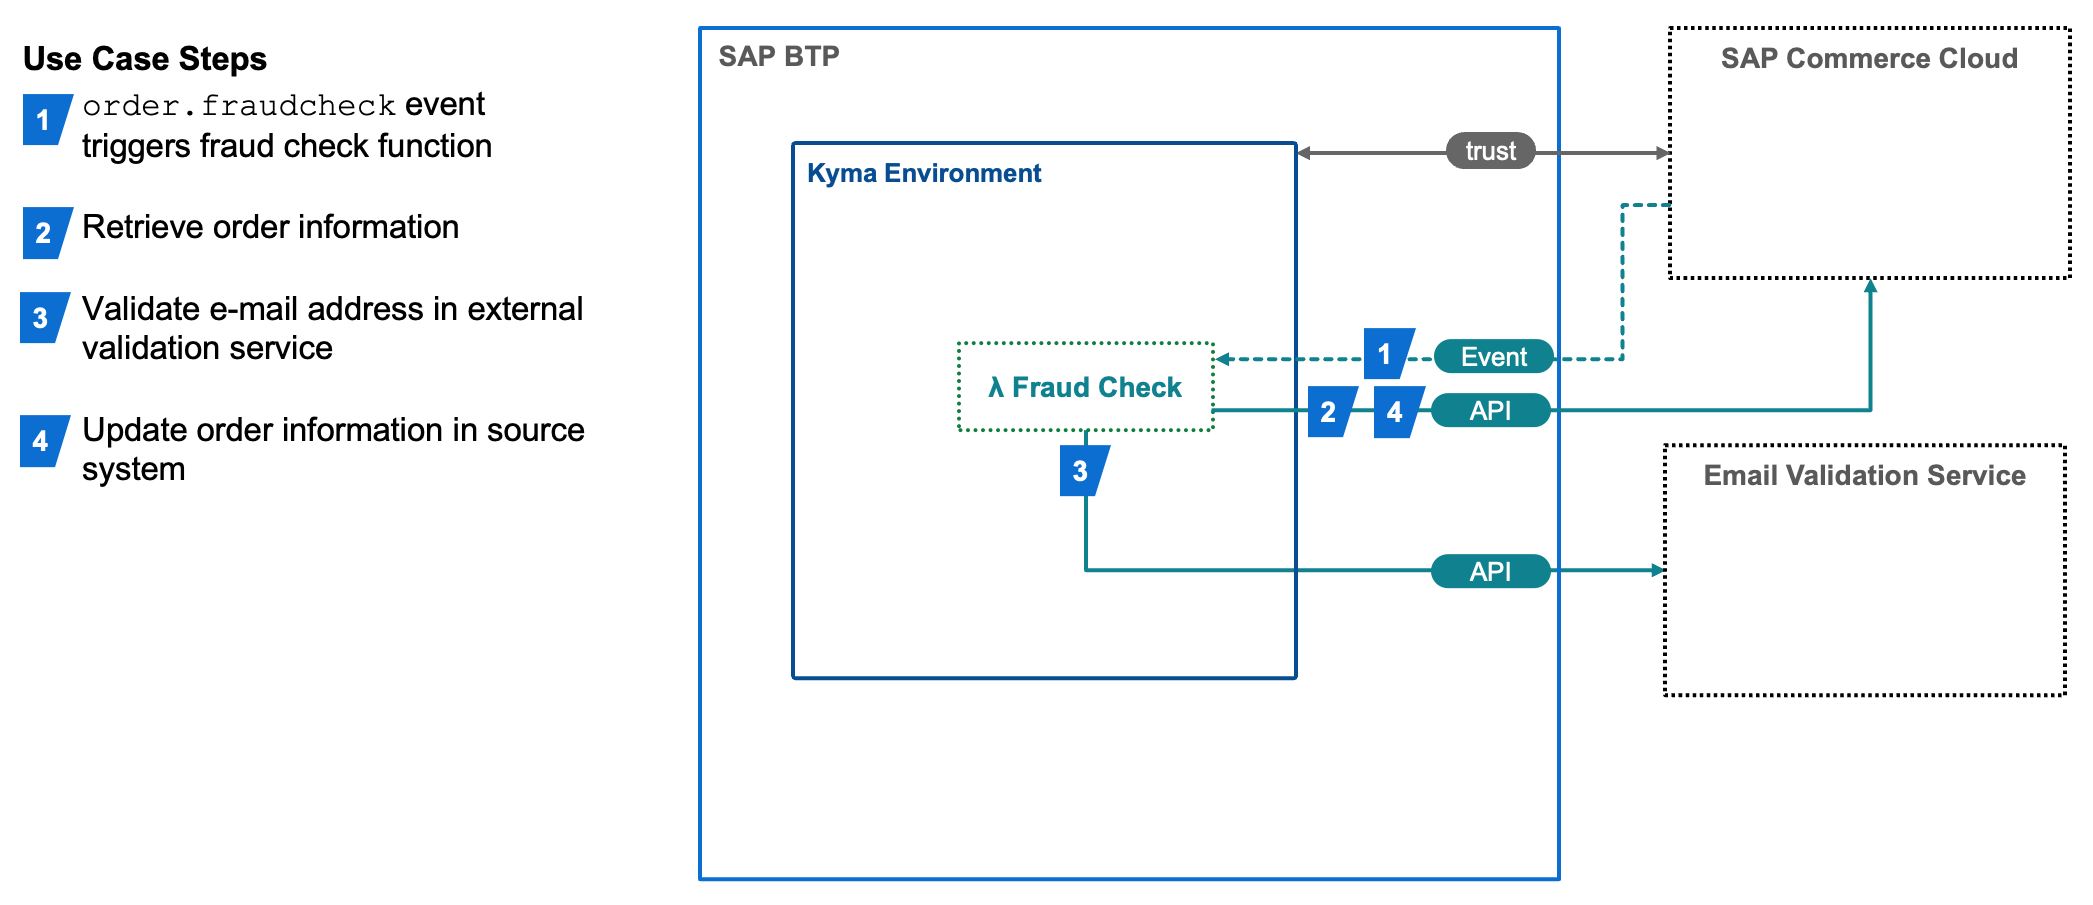 Use Case Steps
1
order.fraudcheck event
triggers fraud check function
2
Retrieve order information
3
Validate e-mail address in external
validation service
4
Update order information in source
system
SAP BTP
Kyma Environment
λ Fraud Check
trust
1
Event
2
4
API
3
API
SAP Commerce Cloud
Email Validation Service